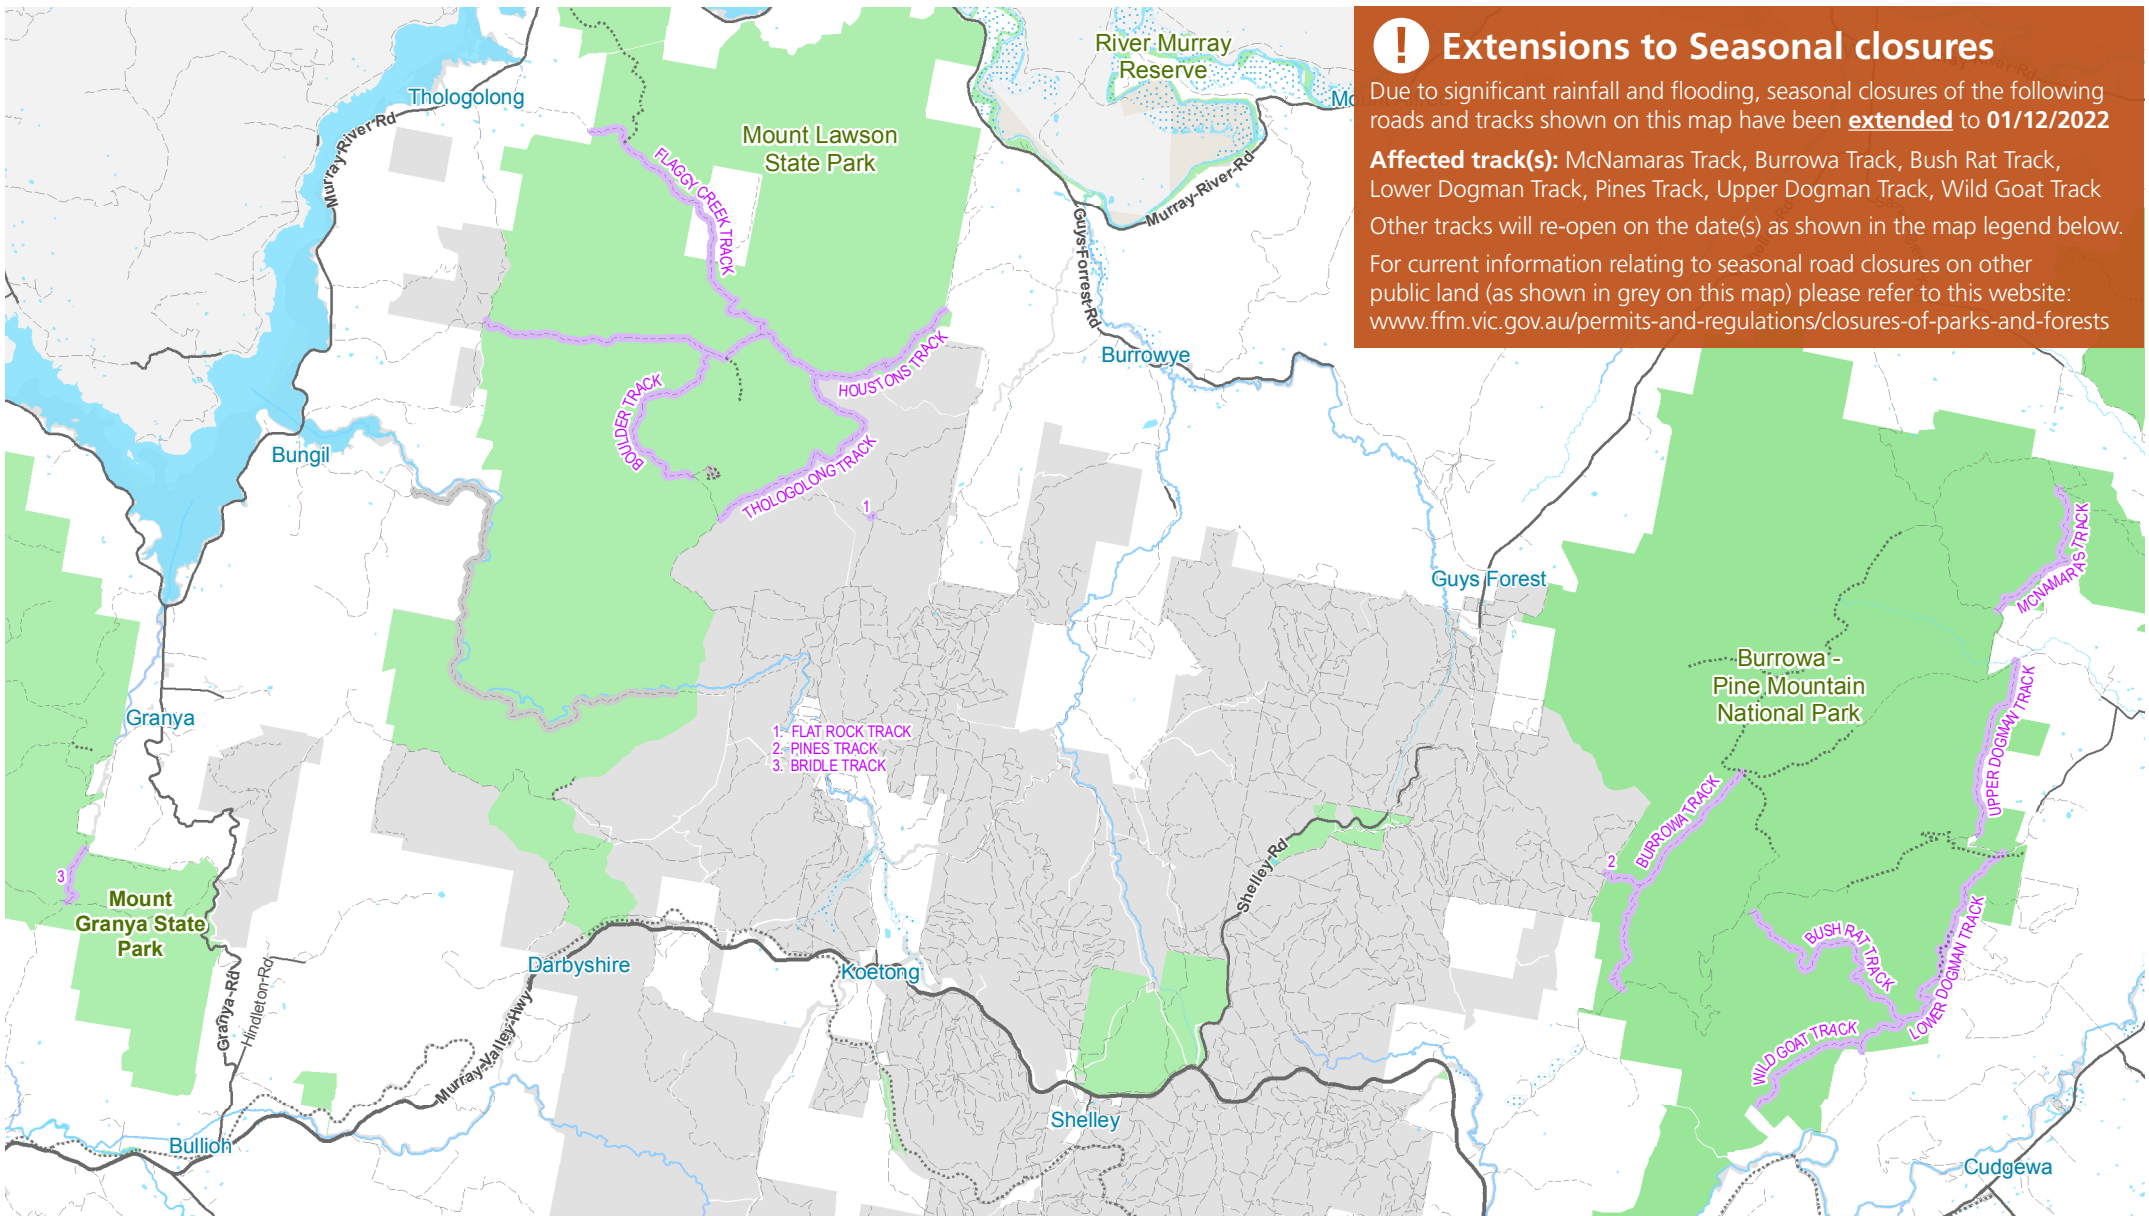 Extensions to Seasonal closures
Due to significant rainfall and flooding, seasonal closures of the following
roads and tracks shown on this map have been extended to 01/12/2022
Affected track(s): McNamaras Track, Burrowa Track, Bush Rat Track,
Lower Dogman Track, Pines Track, Upper Dogman Track, Wild Goat Track
Other tracks will re-open on the date(s) as shown in the map legend below.
For current information relating to seasonal road closures on other
public land (as shown in grey on this map) please refer to this website:
www.ffm.vic.gov.au/permits-and-regulations/closures-of-parks-and-forests
River Murray
Reserve
Thologolong
Murray-River Rd
Mount Lawson
State Park
FLAGGY CREEK TRACK
Murray-River-Rd
Guys-Forrest-Rd
Burrowye
HOUSTONS TRACK
BOULDER TRACK
THOLOGOLONG TRACK
1
Bungil
Guys Forest
MCNAMARAS TRACK
Burrowa -
Pine Mountain
National Park
UPPER DOGMAN TRACK
Granya
1. FLAT ROCK TRACK
2. PINES TRACK
3. BRIDLE TRACK
BURROWA TRACK
2
Shelley-Rd
3
Mount
Granya State
Park
BUSH RAT TRACK
LOWER DOGMAN TRACK
WILD GOAT TRACK
Darbyshire
Koetong
Granya-Rd
Hindleton-Rd
Murray-Valley-Hwy
Shelley
Bullioh
Cudgewa